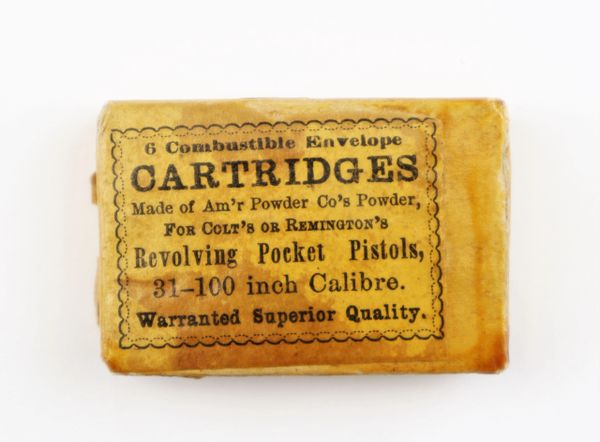 6 Combustible Envelope
CARTRIDGES
Made of Am'r Powder Co's Powder,
For Colt's or Remington's
Revolving Pocket Pistols,
31-100 inch Calibre.
Warranted Superior Quality.